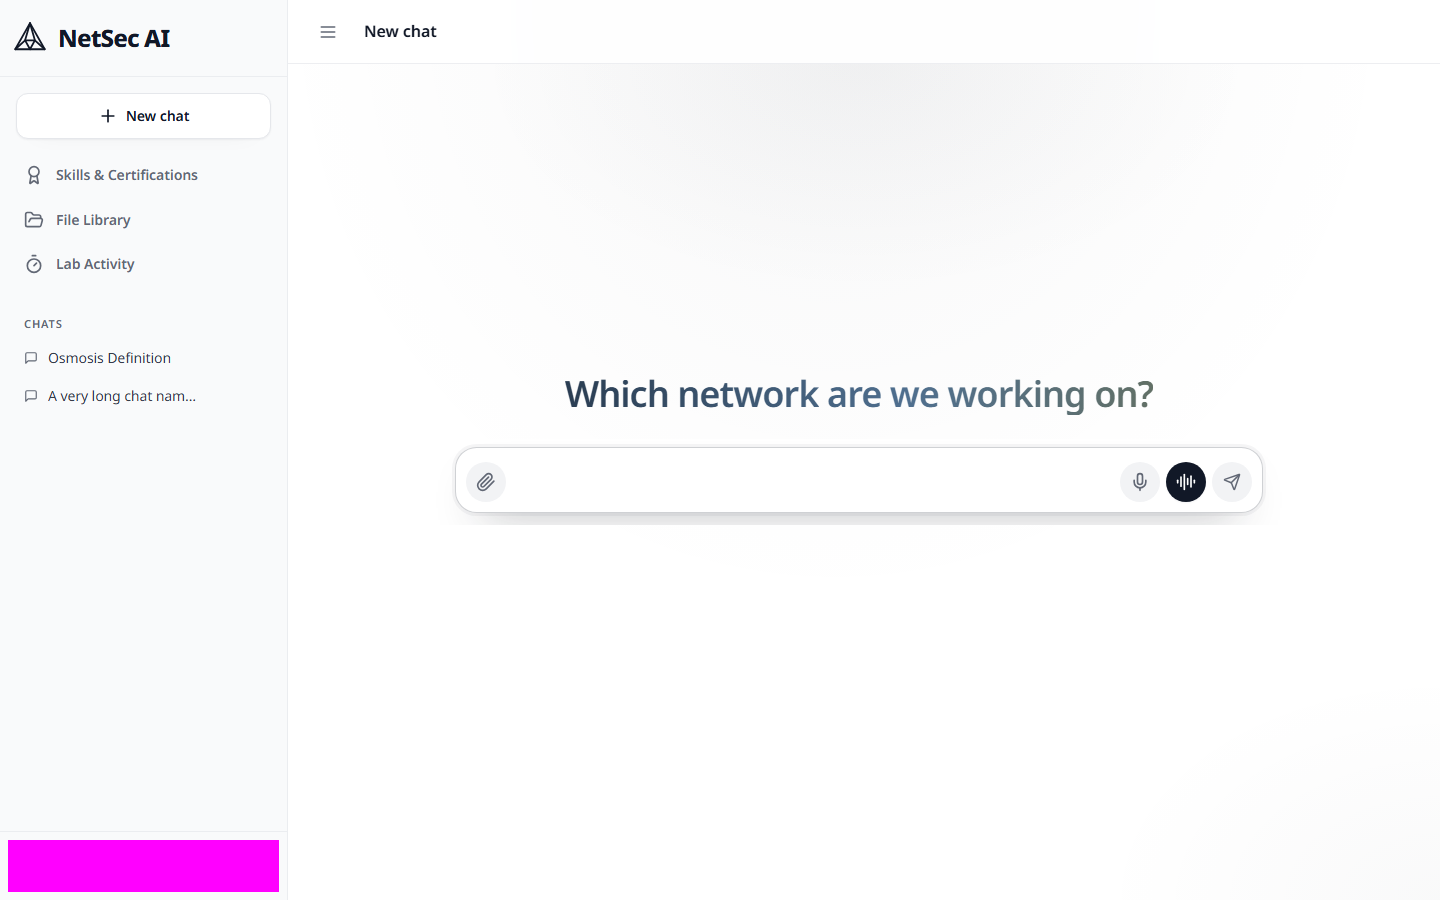 NetSec AI
New chat
New chat
Skills & Certifications
File Library
Lab Activity
CHATS
Osmosis Definition
A very long chat nam...
Which network are we working on?